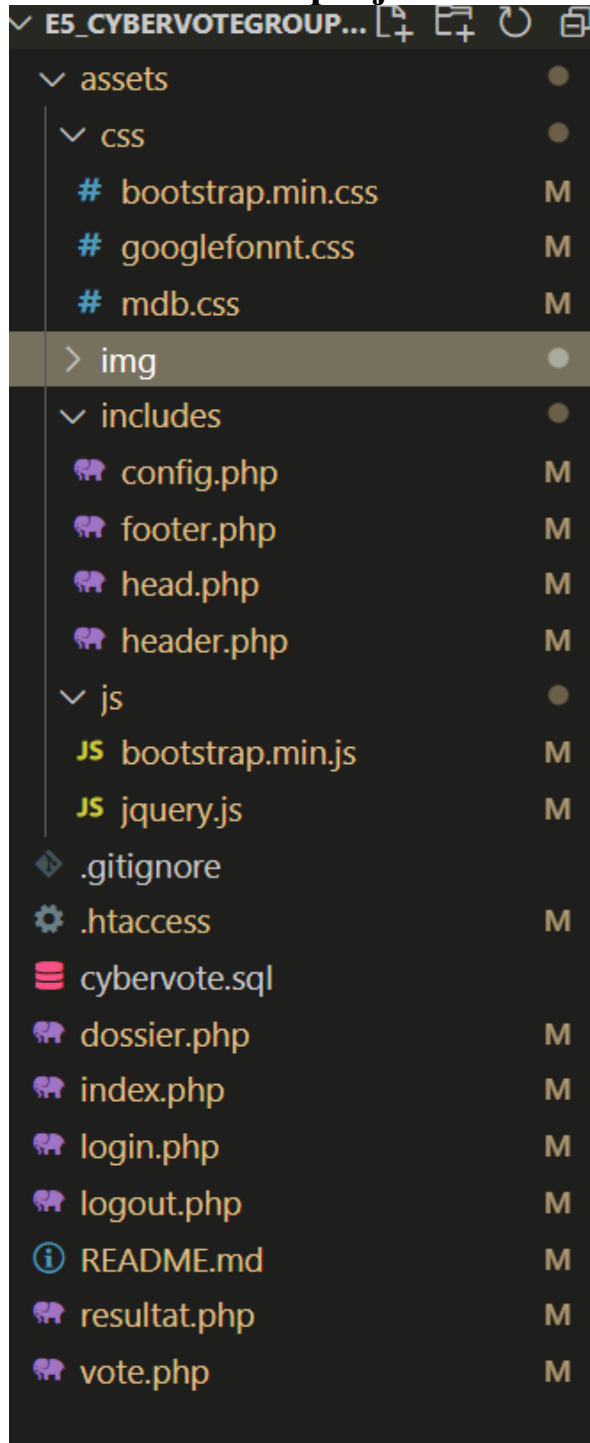 E5_CYBERVOTEGROUP...
assets
css
# bootstrap.min.css M
# googlefonnt.css M
# mdb.css M
img
includes
config.php M
footer.php M
head.php M
header.php M
js
JS bootstrap.min.js M
JS jquery.js M
.gitignore
.htaccess M
cybervote.sql
dossier.php M
index.php M
login.php M
logout.php M
README.md M
resultat.php M
vote.php M